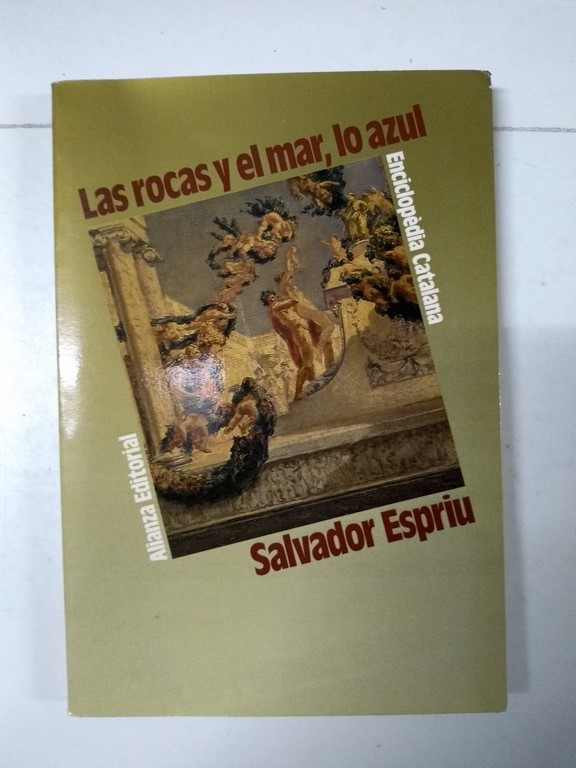 Las rocas y el mar, lo azul
Enciclopèdia Catalana
Alianza Editorial
Salvador Espriu